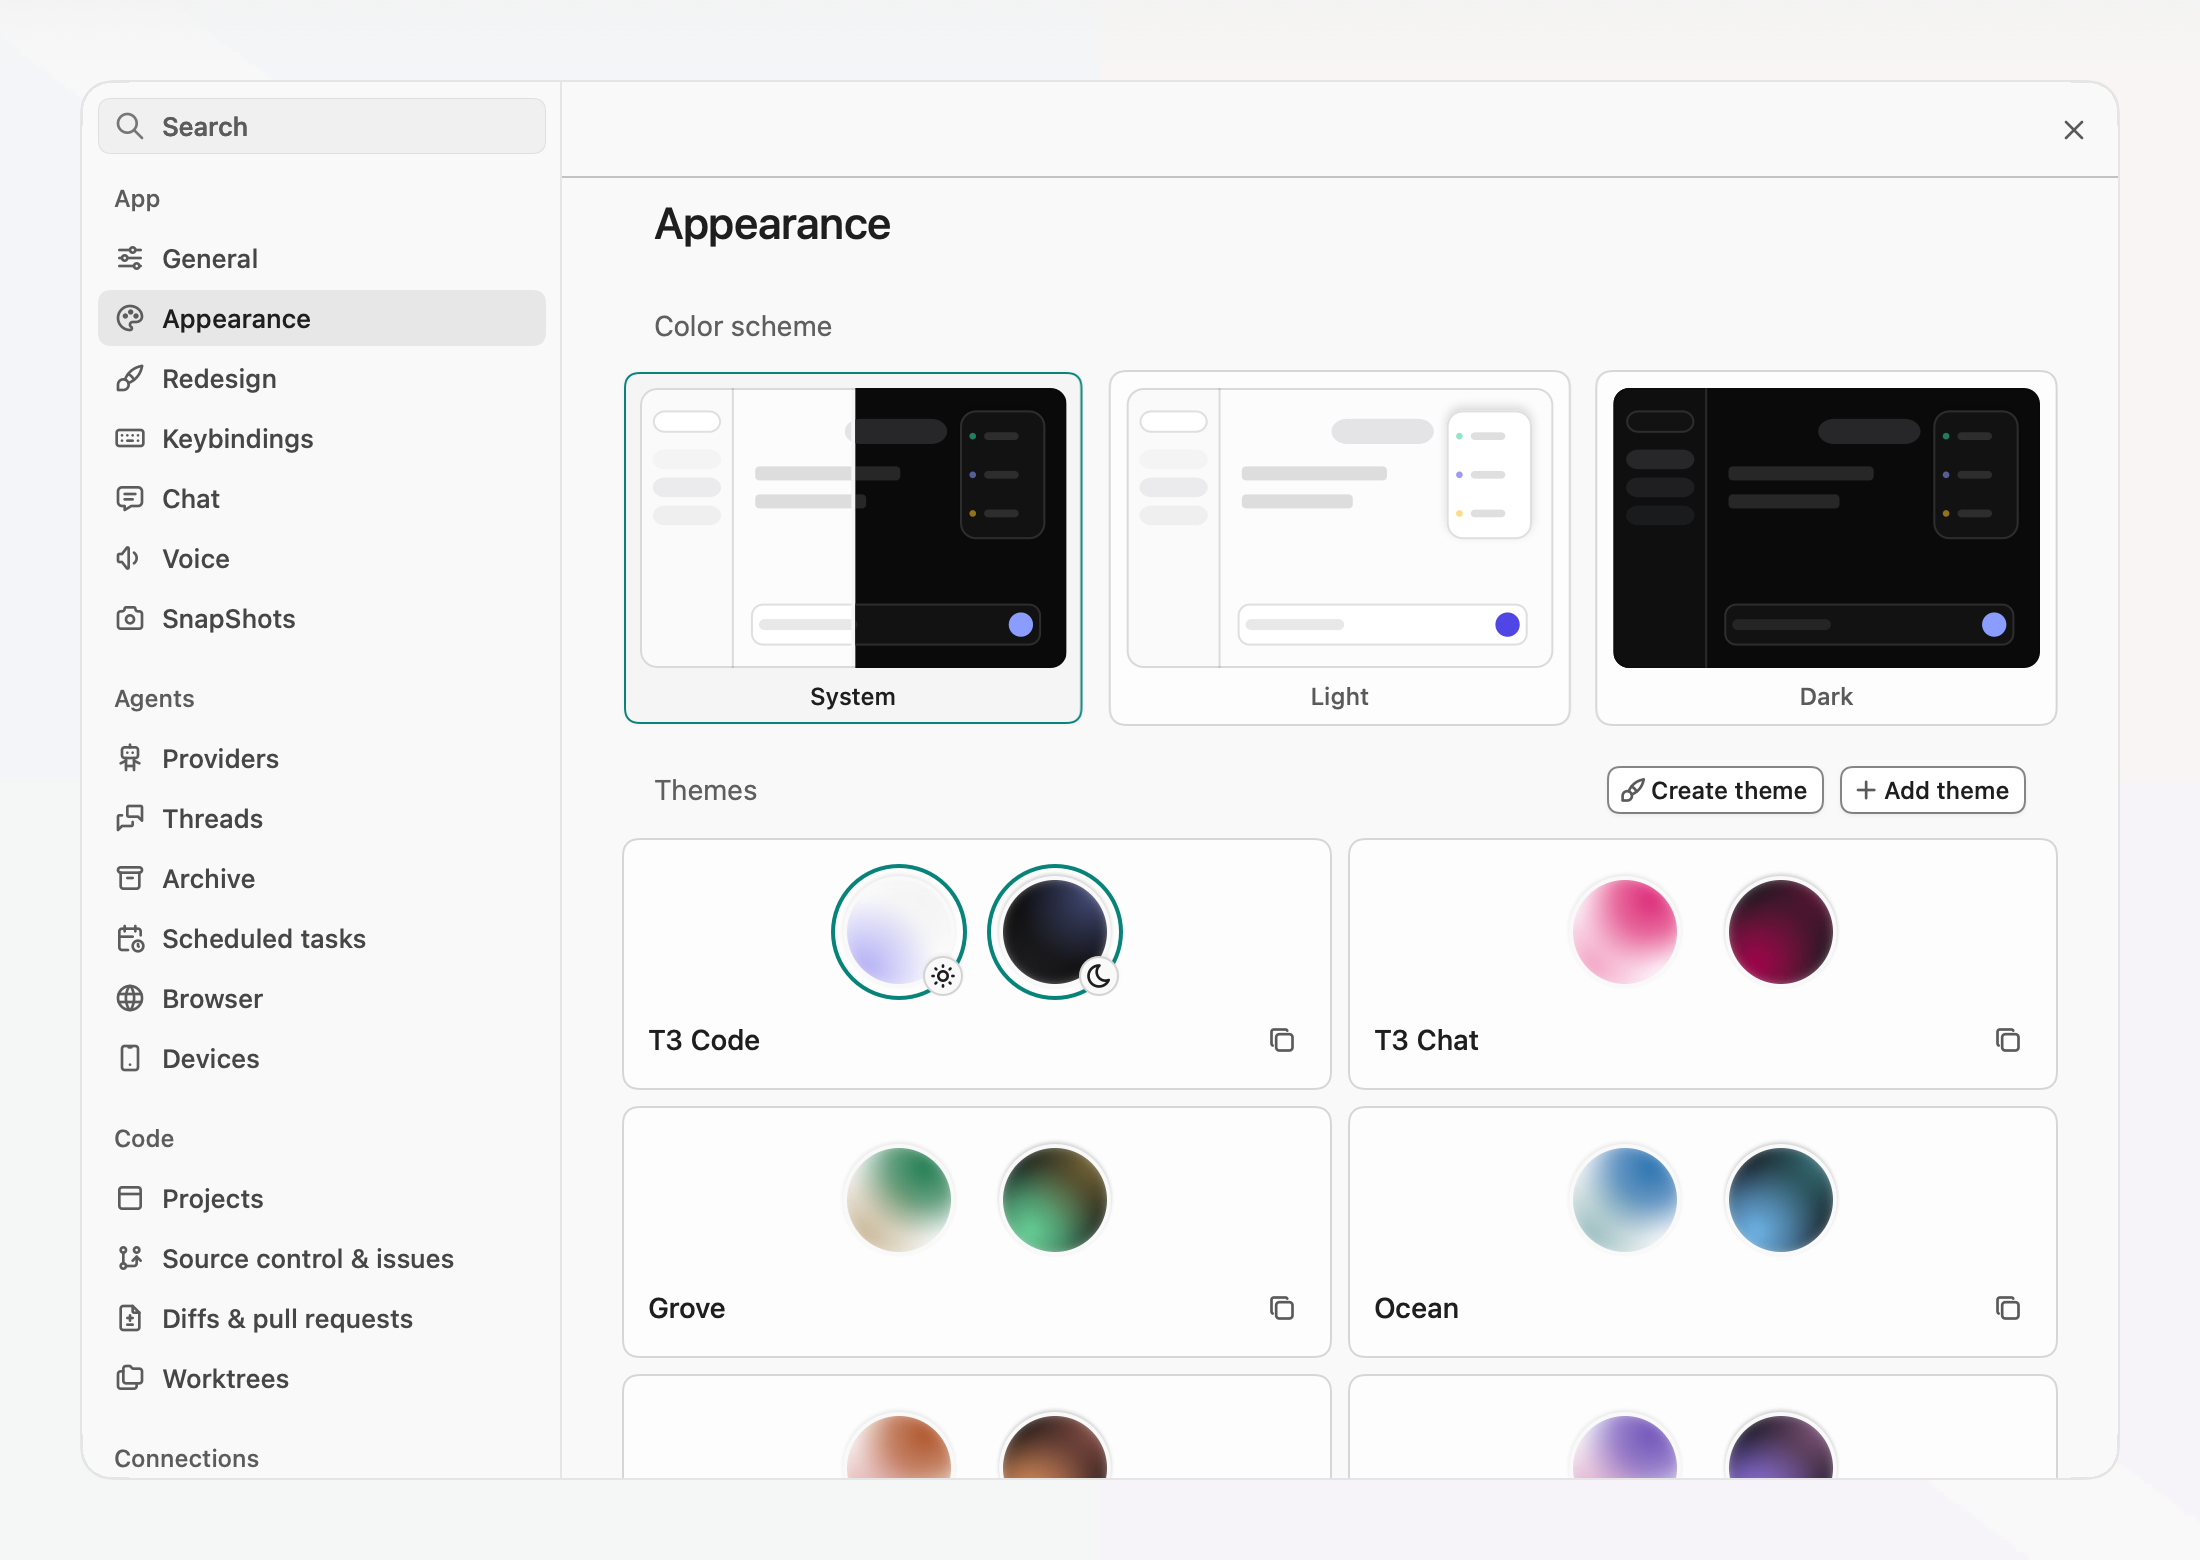 Search
App
General
Appearance
Redesign
Keybindings
Chat
Voice
SnapShots
Agents
Providers
Threads
Archive
Scheduled tasks
Browser
Devices
Code
Projects
Source control & issues
Diffs & pull requests
Worktrees
Connections
Appearance
Color scheme
System
Light
Dark
Themes
Create theme
Add theme
T3 Code
T3 Chat
Grove
Ocean